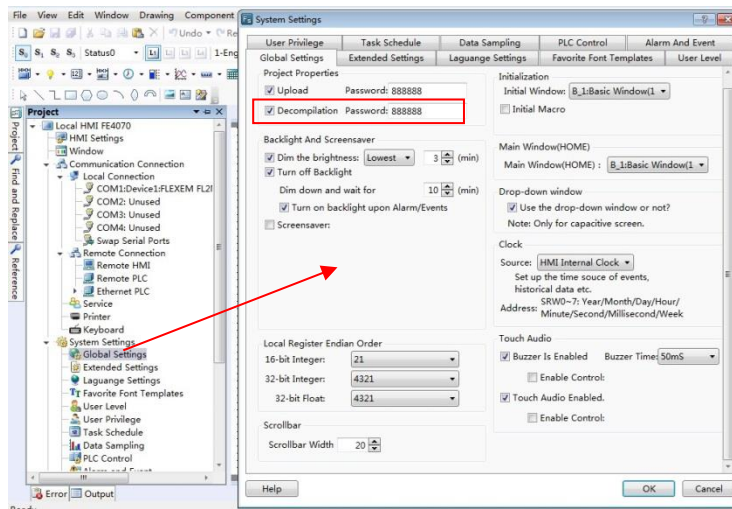 File View Edit Window Drawing Component
Undo
S0 S1 S2 S3 Status0 L1 L2 L3 L4 1-Eng
Project
Project
Find and Replace
Reference
Local HMI FE4070
HMI Settings
Window
Communication Connection
Local Connection
COM1:Device1:FLEXEM FL2I
COM2: Unused
COM3: Unused
COM4: Unused
Swap Serial Ports
Remote Connection
Remote HMI
Remote PLC
Ethernet PLC
Service
Printer
Keyboard
System Settings
Global Settings
Extended Settings
Laguange Settings
Favorite Font Templates
User Level
User Privilege
Task Schedule
Data Sampling
PLC Control
Alarm and Event
Error Output
System Settings
User Privilege Task Schedule Data Sampling PLC Control Alarm And Event
Global Settings Extended Settings Laguange Settings Favorite Font Templates User Level
Project Properties
Upload Password: 888888
Decompilation Password: 888888
Backlight And Screensaver
Dim the brightness: Lowest 3 (min)
Turn off Backlight
Dim down and wait for 10 (min)
Turn on backlight upon Alarm/Events
Screensaver:
Local Register Endian Order
16-bit Integer: 21
32-bit Integer: 4321
32-bit Float: 4321
Scrollbar
Scrollbar Width 20
Initialization
Initial Window: B_1:Basic Window(1
Initial Macro
Main Window(HOME)
Main Window(HOME) : B_1:Basic Window(1
Drop-down window
Use the drop-down window or not?
Note: Only for capacitive screen.
Clock
Source: HMI Internal Clock
Set up the time souce of events,
historical data etc.
Address: SRW0~7: Year/Month/Day/Hour/
Minute/Second/Millisecond/Week
Touch Audio
Buzzer Is Enabled Buzzer Time: 50mS
Enable Control:
Touch Audio Enabled.
Enable Control:
Help OK Cancel